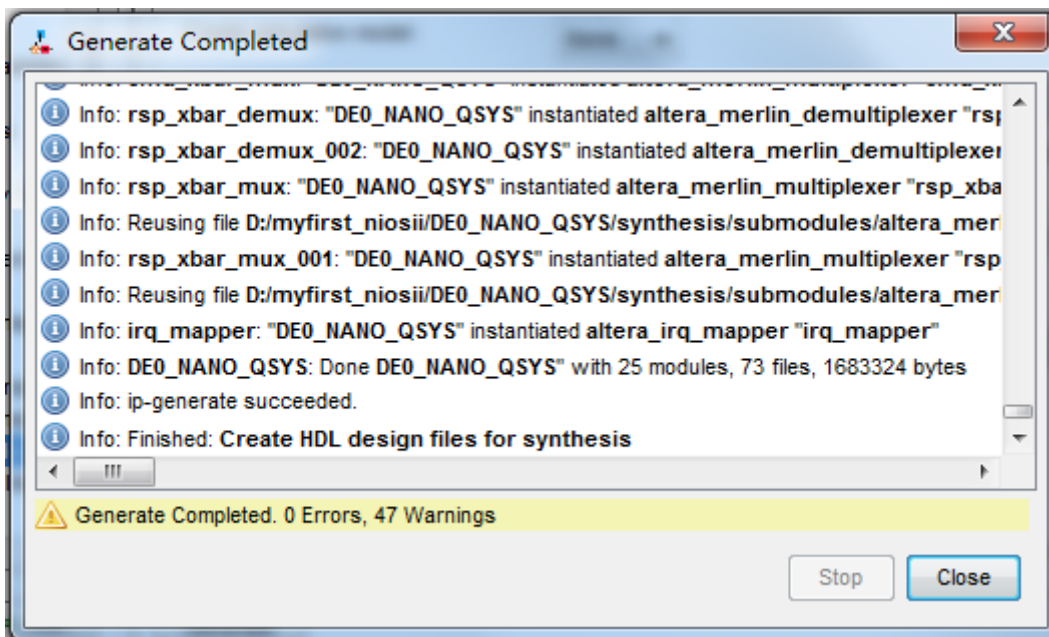 Generate Completed
Info: rsp_xbar_demux: "DE0_NANO_QSYS" instantiated altera_merlin_demultiplexer "rsp
Info: rsp_xbar_demux_002: "DE0_NANO_QSYS" instantiated altera_merlin_demultiplexer
Info: rsp_xbar_mux: "DE0_NANO_QSYS" instantiated altera_merlin_multiplexer "rsp_xba
Info: Reusing file D:/myfirst_niosii/DE0_NANO_QSYS/synthesis/submodules/altera_mer
Info: rsp_xbar_mux_001: "DE0_NANO_QSYS" instantiated altera_merlin_multiplexer "rsp
Info: Reusing file D:/myfirst_niosii/DE0_NANO_QSYS/synthesis/submodules/altera_mer
Info: irq_mapper: "DE0_NANO_QSYS" instantiated altera_irq_mapper "irq_mapper"
Info: DE0_NANO_QSYS: Done DE0_NANO_QSYS" with 25 modules, 73 files, 1683324 bytes
Info: ip-generate succeeded.
Info: Finished: Create HDL design files for synthesis
Generate Completed. 0 Errors, 47 Warnings
Stop
Close